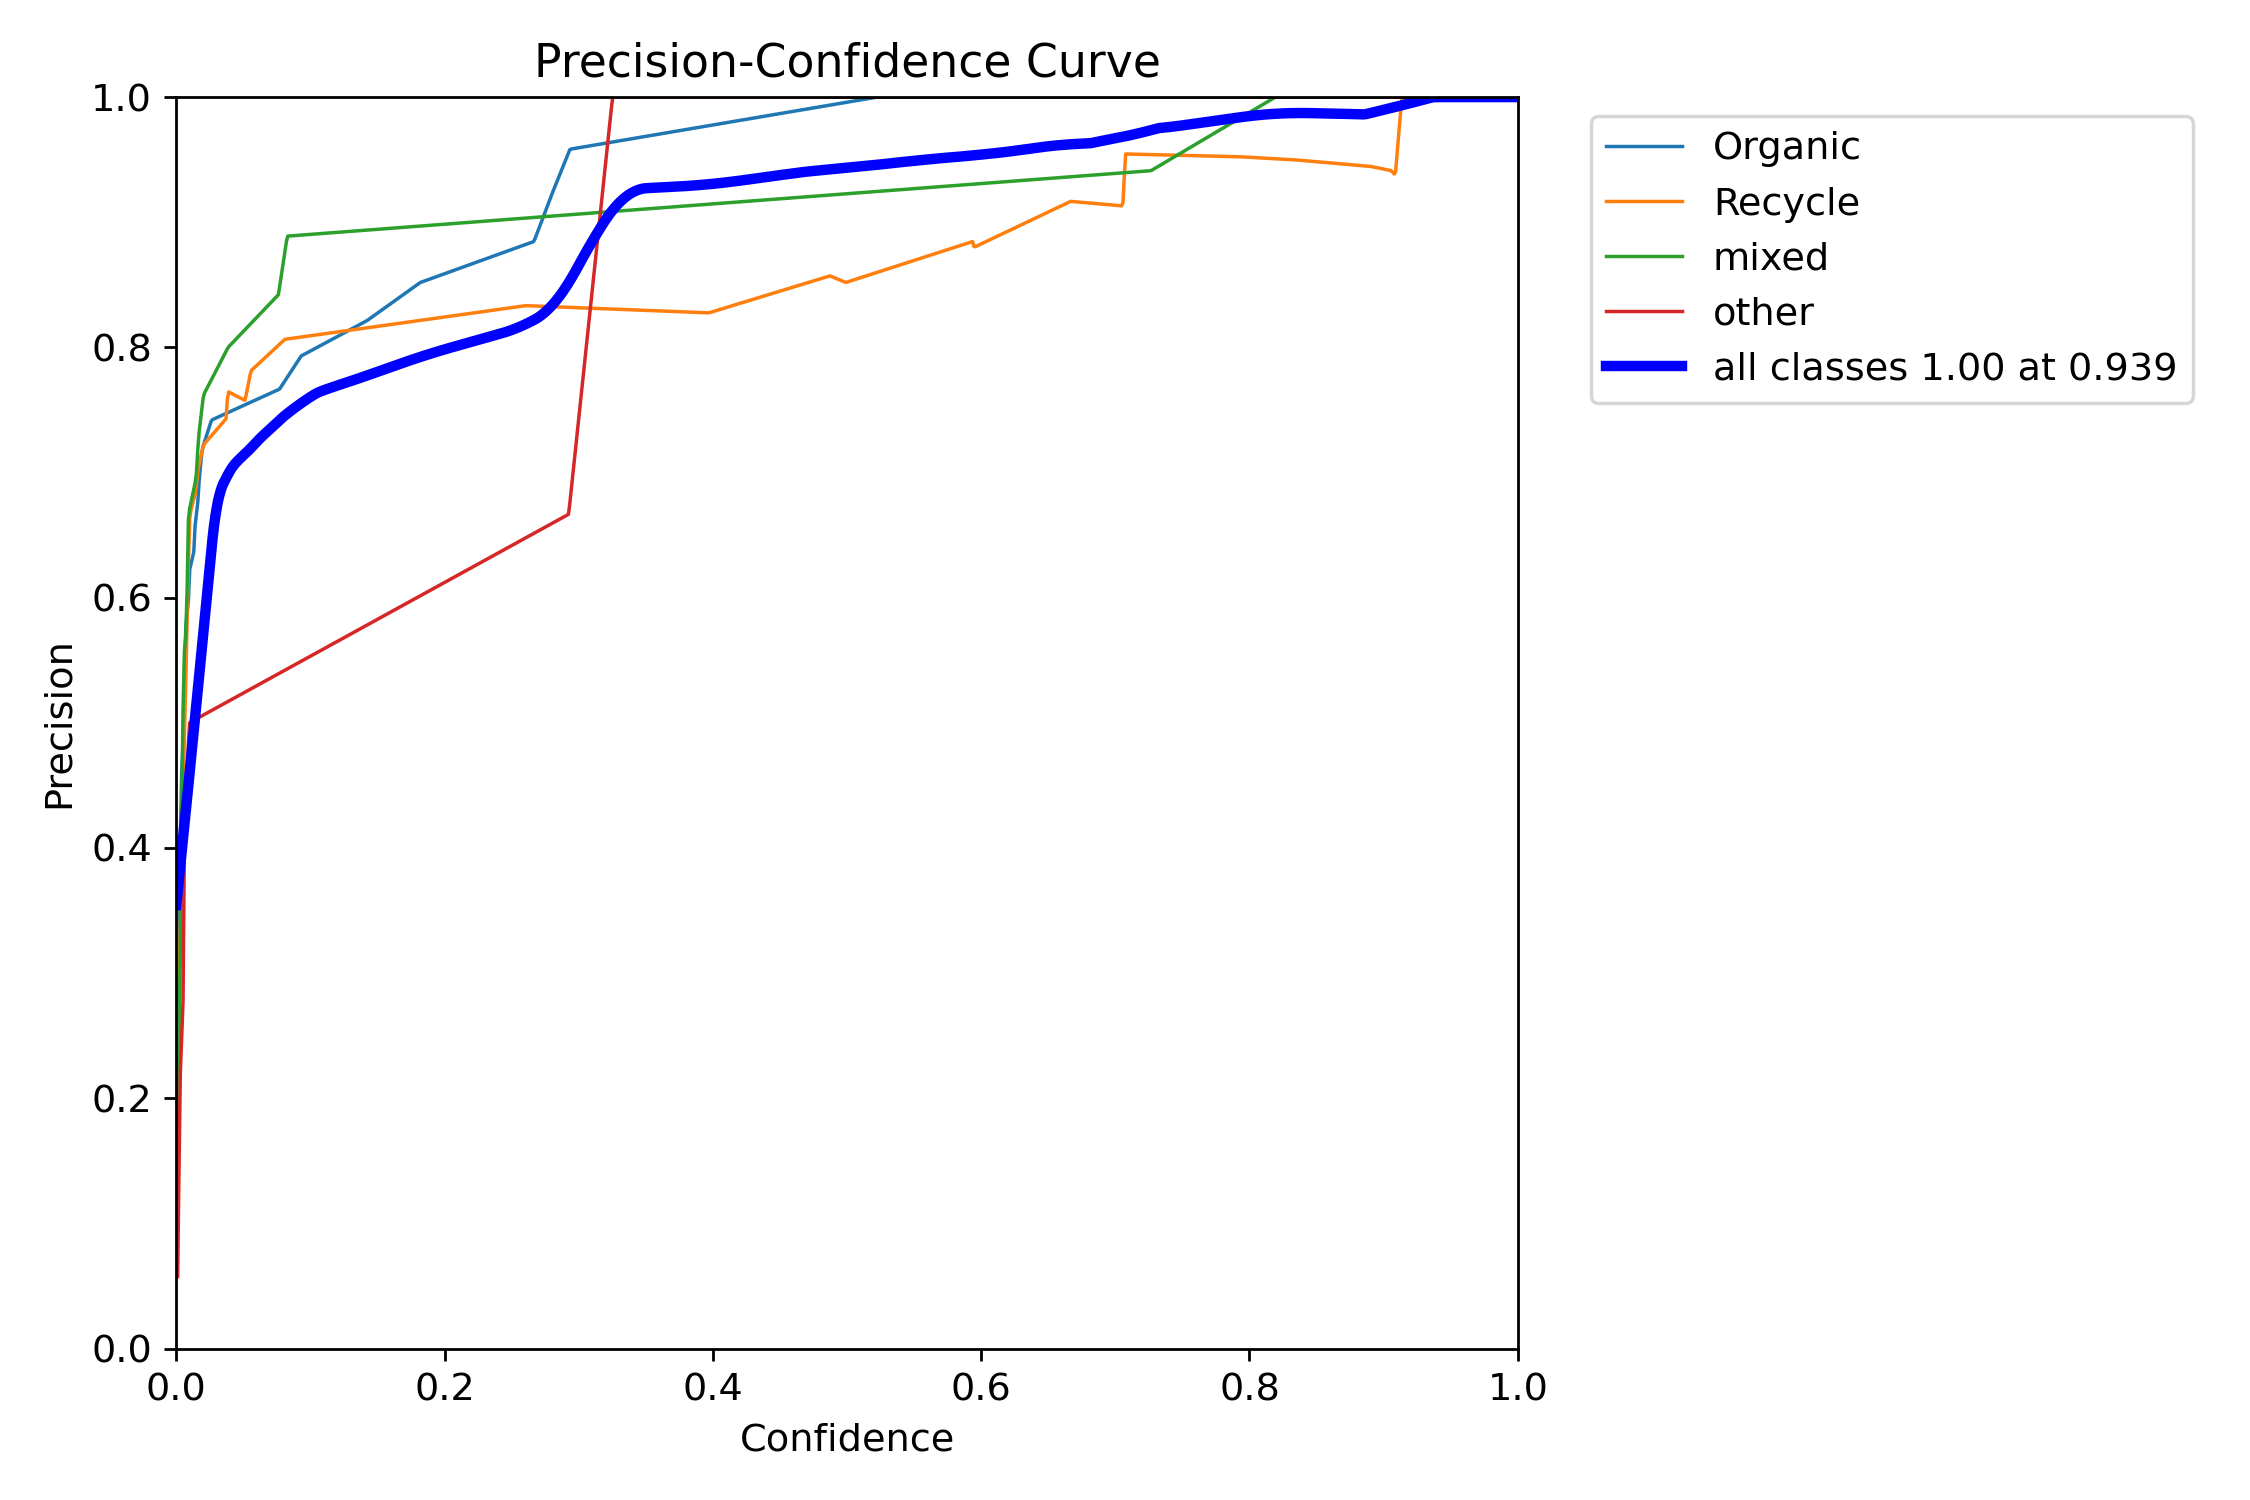 Precision-Confidence Curve
1.0
0.8
0.6
0.4
0.2
0.0
Precision
0.0 0.2 0.4 0.6 0.8 1.0
Confidence
Organic
Recycle
mixed
other
all classes 1.00 at 0.939